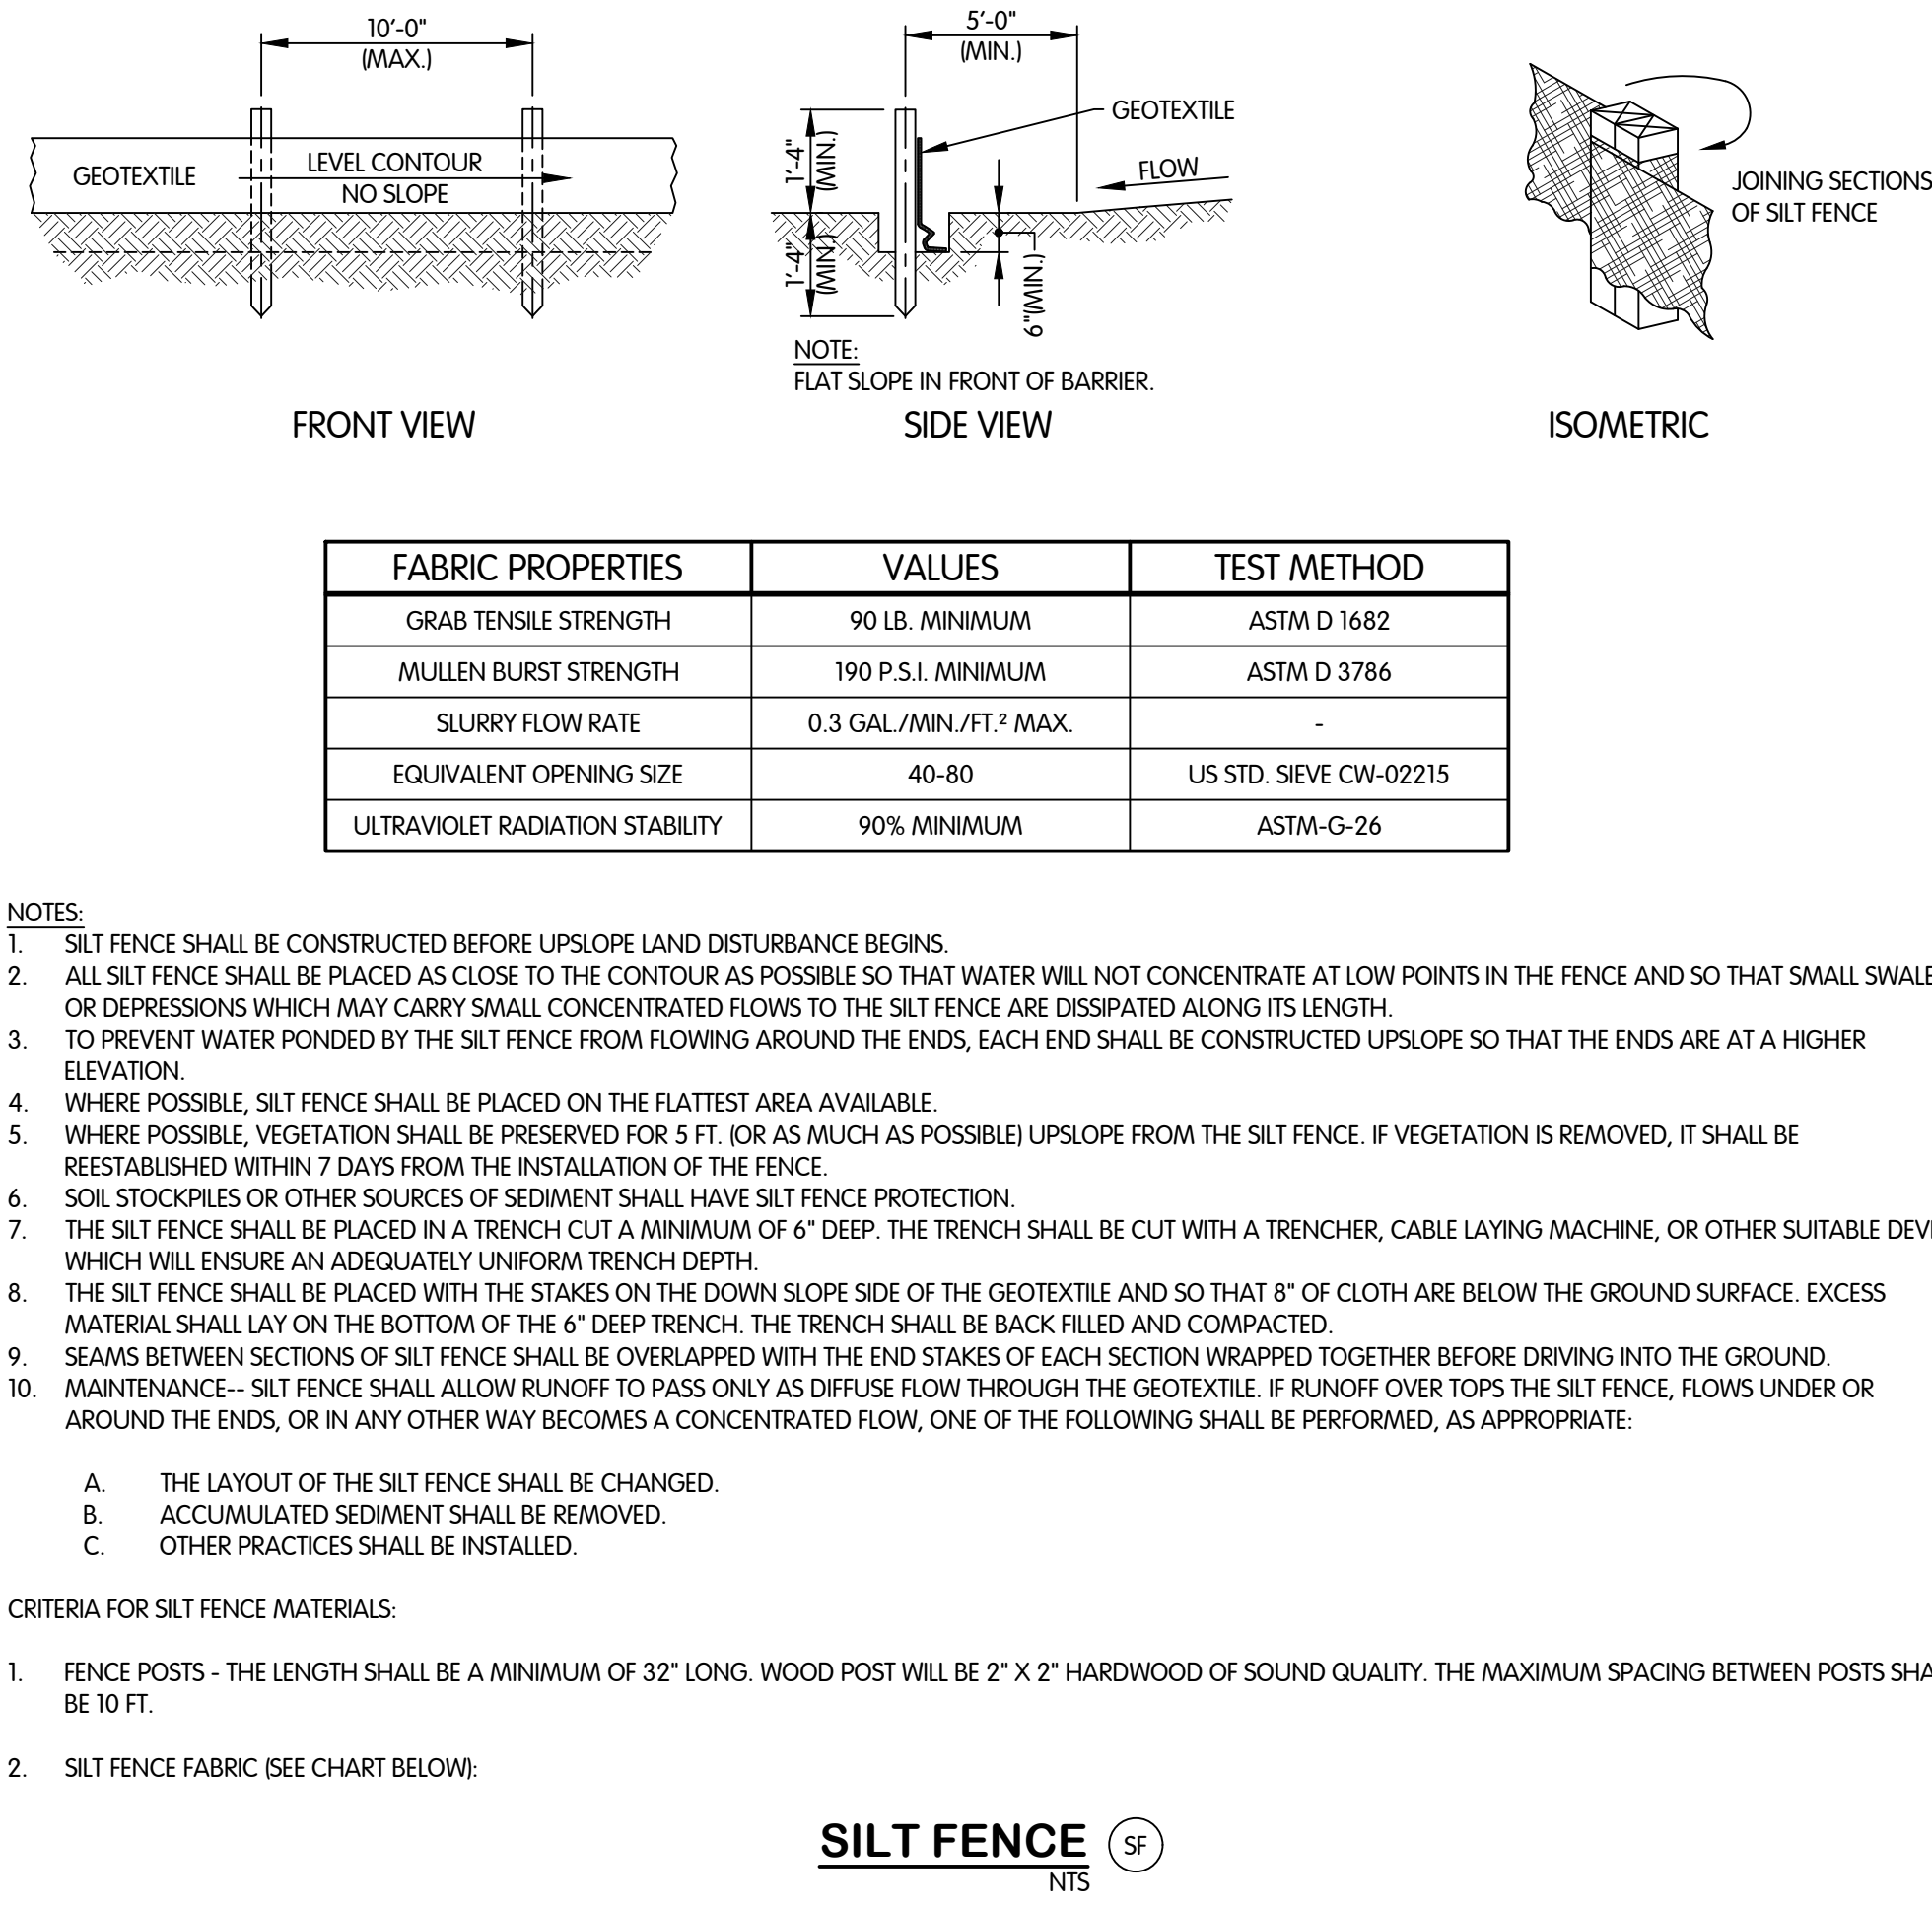 10'-0"
(MAX.)
GEOTEXTILE
LEVEL CONTOUR
NO SLOPE
FRONT VIEW
5'-0"
(MIN.)
GEOTEXTILE
FLOW
1'-4"
(MIN.)
1'-4"
(MIN.)
6"(MIN.)
NOTE:
FLAT SLOPE IN FRONT OF BARRIER.
SIDE VIEW
JOINING SECTIONS
OF SILT FENCE
ISOMETRIC
FABRIC PROPERTIES VALUES TEST METHOD
GRAB TENSILE STRENGTH 90 LB. MINIMUM ASTM D 1682
MULLEN BURST STRENGTH 190 P.S.I. MINIMUM ASTM D 3786
SLURRY FLOW RATE 0.3 GAL./MIN./FT.² MAX. -
EQUIVALENT OPENING SIZE 40-80 US STD. SIEVE CW-02215
ULTRAVIOLET RADIATION STABILITY 90% MINIMUM ASTM-G-26
NOTES:
1. SILT FENCE SHALL BE CONSTRUCTED BEFORE UPSLOPE LAND DISTURBANCE BEGINS.
2. ALL SILT FENCE SHALL BE PLACED AS CLOSE TO THE CONTOUR AS POSSIBLE SO THAT WATER WILL NOT CONCENTRATE AT LOW POINTS IN THE FENCE AND SO THAT SMALL SWALE
OR DEPRESSIONS WHICH MAY CARRY SMALL CONCENTRATED FLOWS TO THE SILT FENCE ARE DISSIPATED ALONG ITS LENGTH.
3. TO PREVENT WATER PONDED BY THE SILT FENCE FROM FLOWING AROUND THE ENDS, EACH END SHALL BE CONSTRUCTED UPSLOPE SO THAT THE ENDS ARE AT A HIGHER
ELEVATION.
4. WHERE POSSIBLE, SILT FENCE SHALL BE PLACED ON THE FLATTEST AREA AVAILABLE.
5. WHERE POSSIBLE, VEGETATION SHALL BE PRESERVED FOR 5 FT. (OR AS MUCH AS POSSIBLE) UPSLOPE FROM THE SILT FENCE. IF VEGETATION IS REMOVED, IT SHALL BE
REESTABLISHED WITHIN 7 DAYS FROM THE INSTALLATION OF THE FENCE.
6. SOIL STOCKPILES OR OTHER SOURCES OF SEDIMENT SHALL HAVE SILT FENCE PROTECTION.
7. THE SILT FENCE SHALL BE PLACED IN A TRENCH CUT A MINIMUM OF 6" DEEP. THE TRENCH SHALL BE CUT WITH A TRENCHER, CABLE LAYING MACHINE, OR OTHER SUITABLE DEV
WHICH WILL ENSURE AN ADEQUATELY UNIFORM TRENCH DEPTH.
8. THE SILT FENCE SHALL BE PLACED WITH THE STAKES ON THE DOWN SLOPE SIDE OF THE GEOTEXTILE AND SO THAT 8" OF CLOTH ARE BELOW THE GROUND SURFACE. EXCESS
MATERIAL SHALL LAY ON THE BOTTOM OF THE 6" DEEP TRENCH. THE TRENCH SHALL BE BACK FILLED AND COMPACTED.
9. SEAMS BETWEEN SECTIONS OF SILT FENCE SHALL BE OVERLAPPED WITH THE END STAKES OF EACH SECTION WRAPPED TOGETHER BEFORE DRIVING INTO THE GROUND.
10. MAINTENANCE-- SILT FENCE SHALL ALLOW RUNOFF TO PASS ONLY AS DIFFUSE FLOW THROUGH THE GEOTEXTILE. IF RUNOFF OVER TOPS THE SILT FENCE, FLOWS UNDER OR
AROUND THE ENDS, OR IN ANY OTHER WAY BECOMES A CONCENTRATED FLOW, ONE OF THE FOLLOWING SHALL BE PERFORMED, AS APPROPRIATE:
A. THE LAYOUT OF THE SILT FENCE SHALL BE CHANGED.
B. ACCUMULATED SEDIMENT SHALL BE REMOVED.
C. OTHER PRACTICES SHALL BE INSTALLED.
CRITERIA FOR SILT FENCE MATERIALS:
1. FENCE POSTS - THE LENGTH SHALL BE A MINIMUM OF 32" LONG. WOOD POST WILL BE 2" X 2" HARDWOOD OF SOUND QUALITY. THE MAXIMUM SPACING BETWEEN POSTS SHA
BE 10 FT.
2. SILT FENCE FABRIC (SEE CHART BELOW):
SILT FENCE SF
NTS